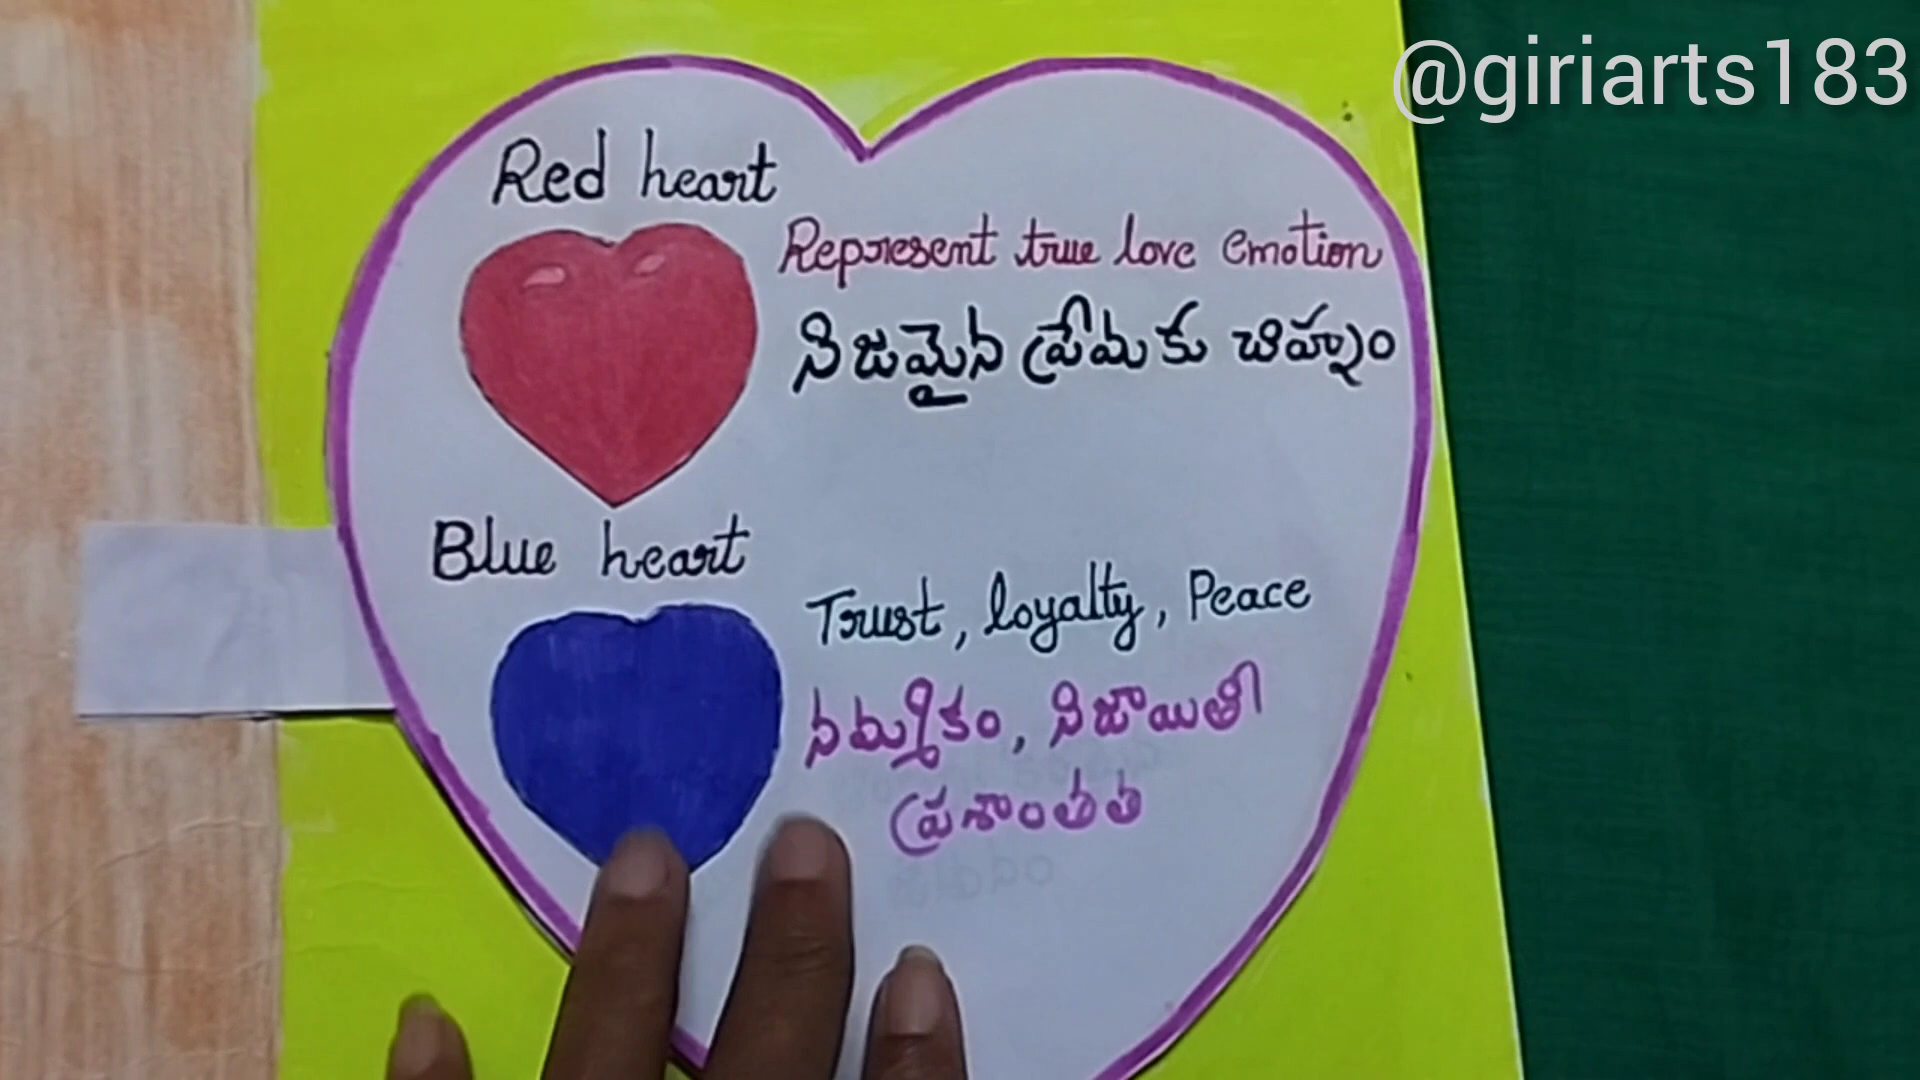 @giriarts183
Red heart
Represent true love emotion
నిజమైన ప్రేమకు చిహ్నం
Blue heart
Trust, loyalty, Peace
నమ్మకం, నిజాయితీ
ప్రశాంతత